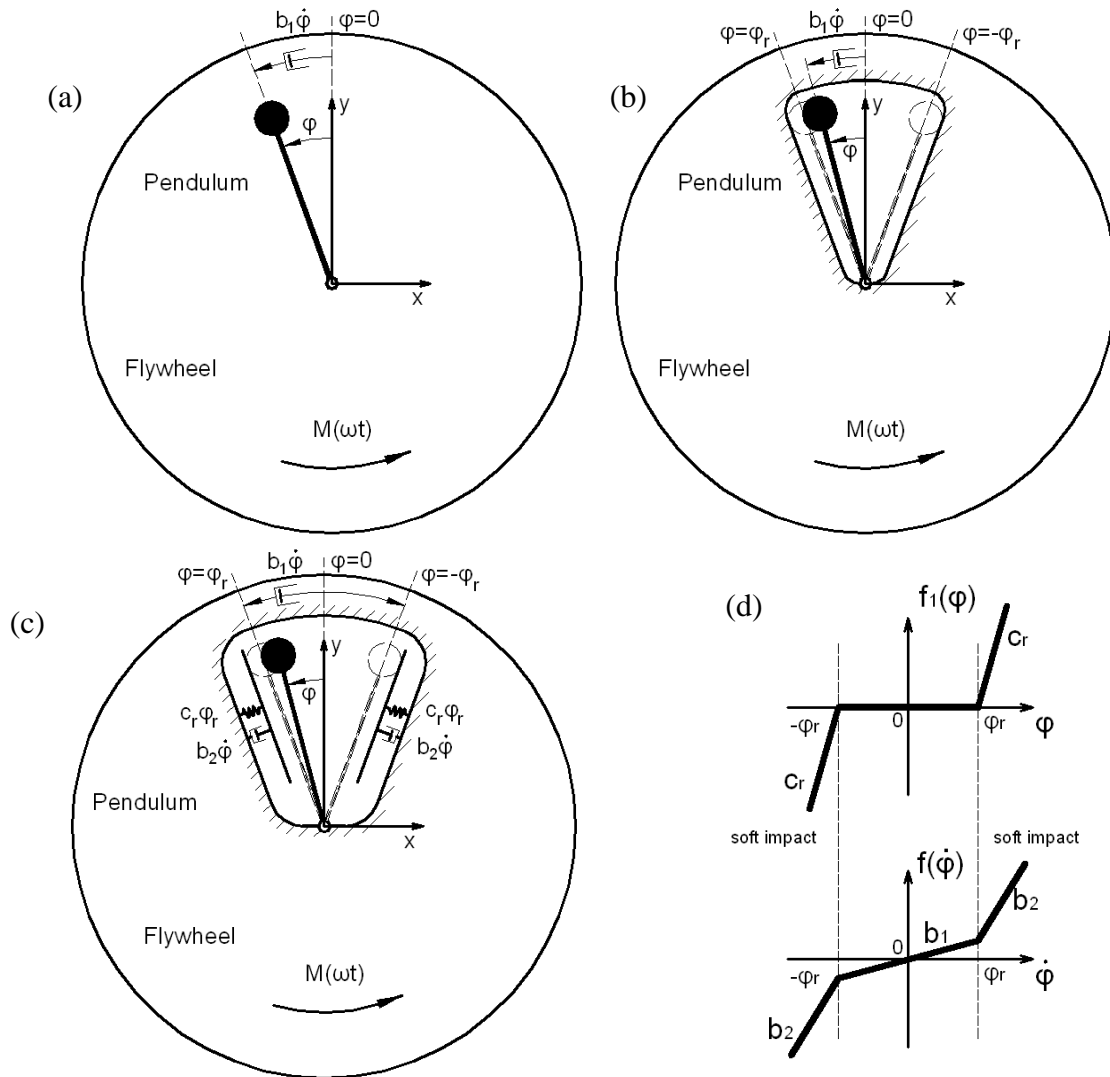 (a)
b₁φ̇ φ=0
y
φ
Pendulum
x
Flywheel
M(ωt)
(b)
φ=φr b₁φ̇ φ=0 φ=-φr
y
φ
Pendulum
x
Flywheel
M(ωt)
(c)
φ=φr b₁φ̇ φ=0 φ=-φr
y
φ
crφr crφr
b₂φ̇ b₂φ̇
Pendulum
x
Flywheel
M(ωt)
(d)
f₁(φ)
cr
-φr 0 φr φ
cr
soft impact soft impact
f(φ̇)
b₂
0 b₁
-φr φr φ̇
b₂